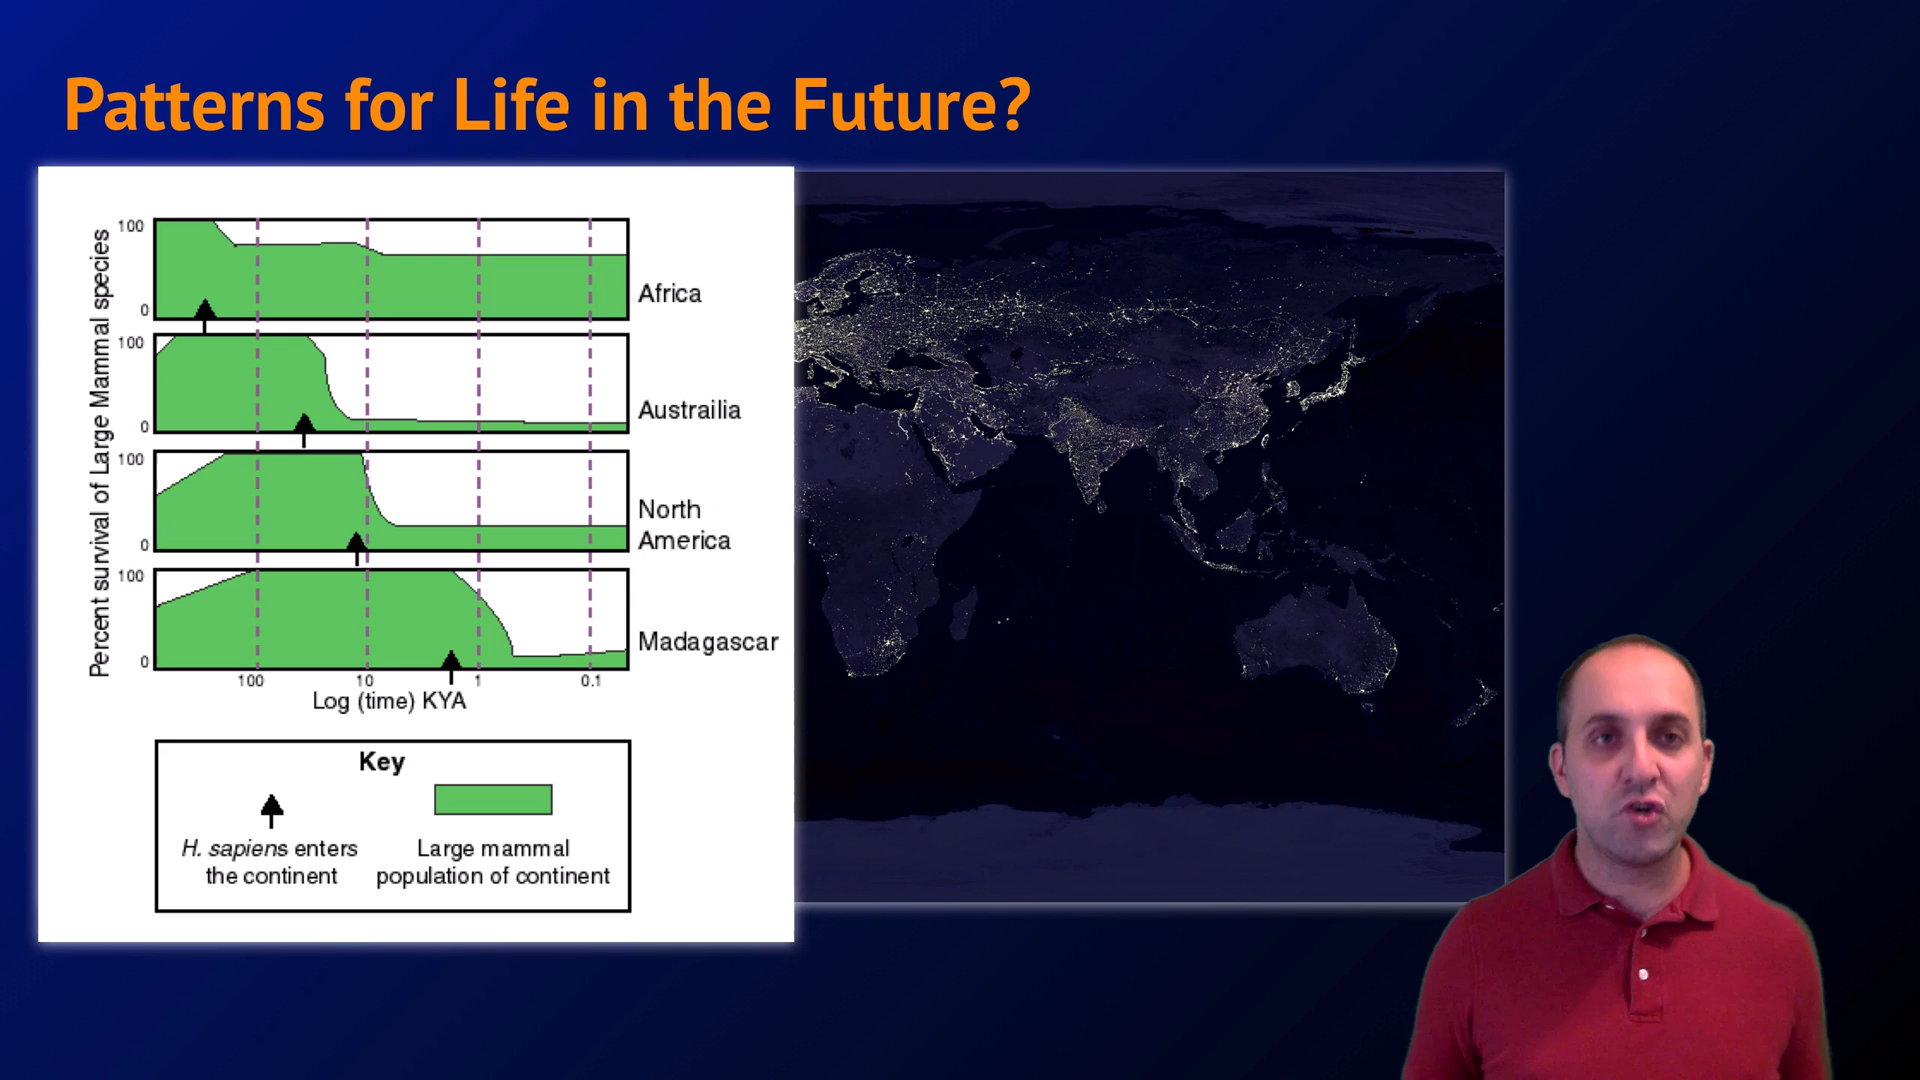 Patterns for Life in the Future?
Percent survival of Large Mammal species
100
0
Africa
100
0
Austrailia
100
0
North
America
100
0
Madagascar
100 10 1 0.1
Log (time) KYA
Key
H. sapiens enters
the continent
Large mammal
population of continent